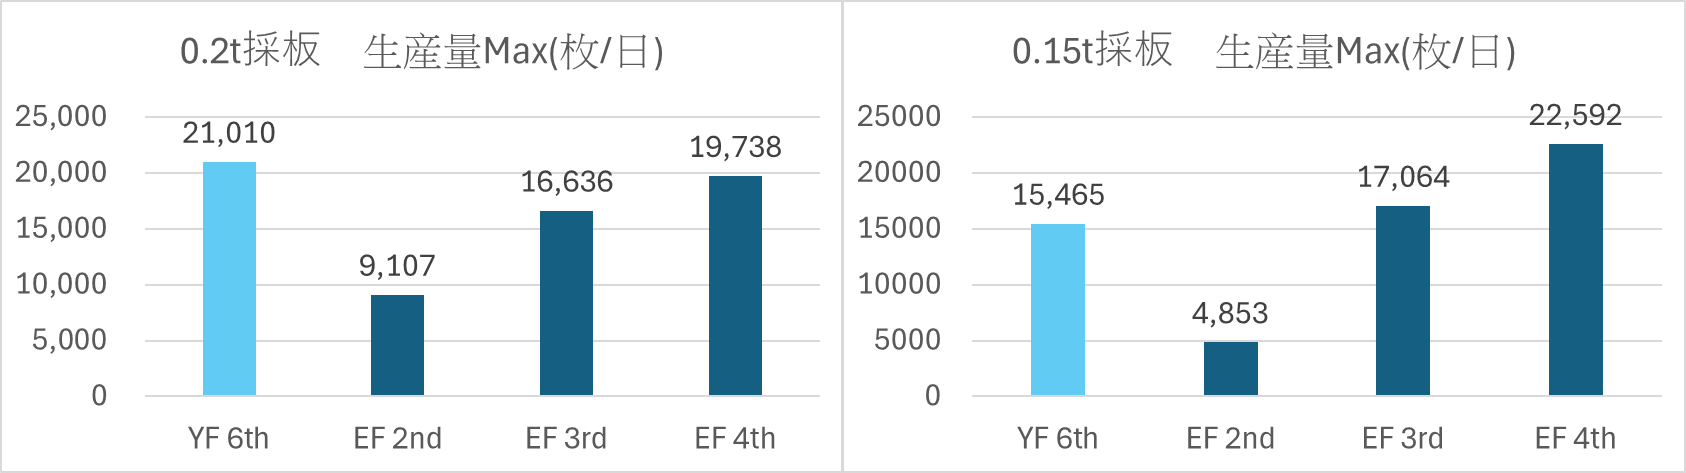 0.2t採板　生産量Max(枚/日)
25,000
20,000
15,000
10,000
5,000
0
21,010
9,107
16,636
19,738
YF 6th
EF 2nd
EF 3rd
EF 4th
0.15t採板　生産量Max(枚/日)
25000
20000
15000
10000
5000
0
15,465
4,853
17,064
22,592
YF 6th
EF 2nd
EF 3rd
EF 4th